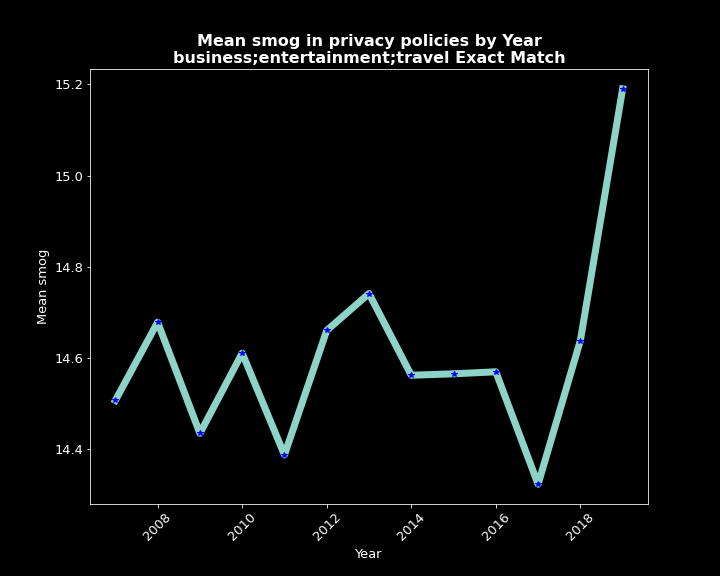 Mean smog in privacy policies by Year
business;entertainment;travel Exact Match
15.2
15.0
14.8
14.6
14.4
Mean smog
2008
2010
2012
2014
2016
2018
Year